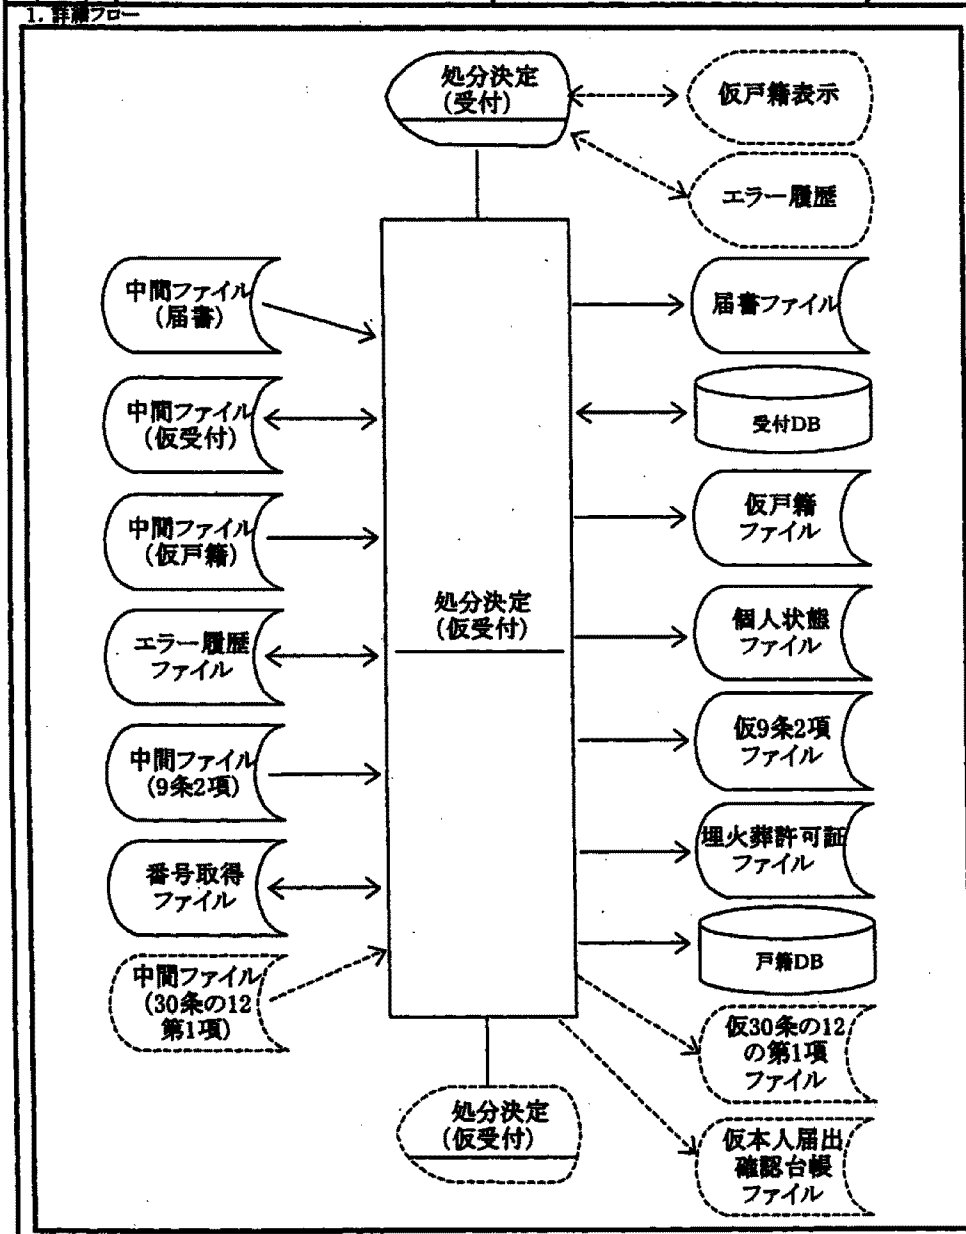 1. 詳細フロー
処分決定
(受付)
仮戸籍表示
エラー履歴
中間ファイル
(届書)
届書ファイル
中間ファイル
(仮受付)
受付DB
中間ファイル
(仮戸籍)
仮戸籍
ファイル
処分決定
(仮受付)
エラー履歴
ファイル
個人状態
ファイル
中間ファイル
(9条2項)
仮9条2項
ファイル
番号取得
ファイル
埋火葬許可証
ファイル
中間ファイル
(30条の12
第1項)
戸籍DB
仮30条の12
の第1項
ファイル
処分決定
(仮受付)
仮本人届出
確認台帳
ファイル